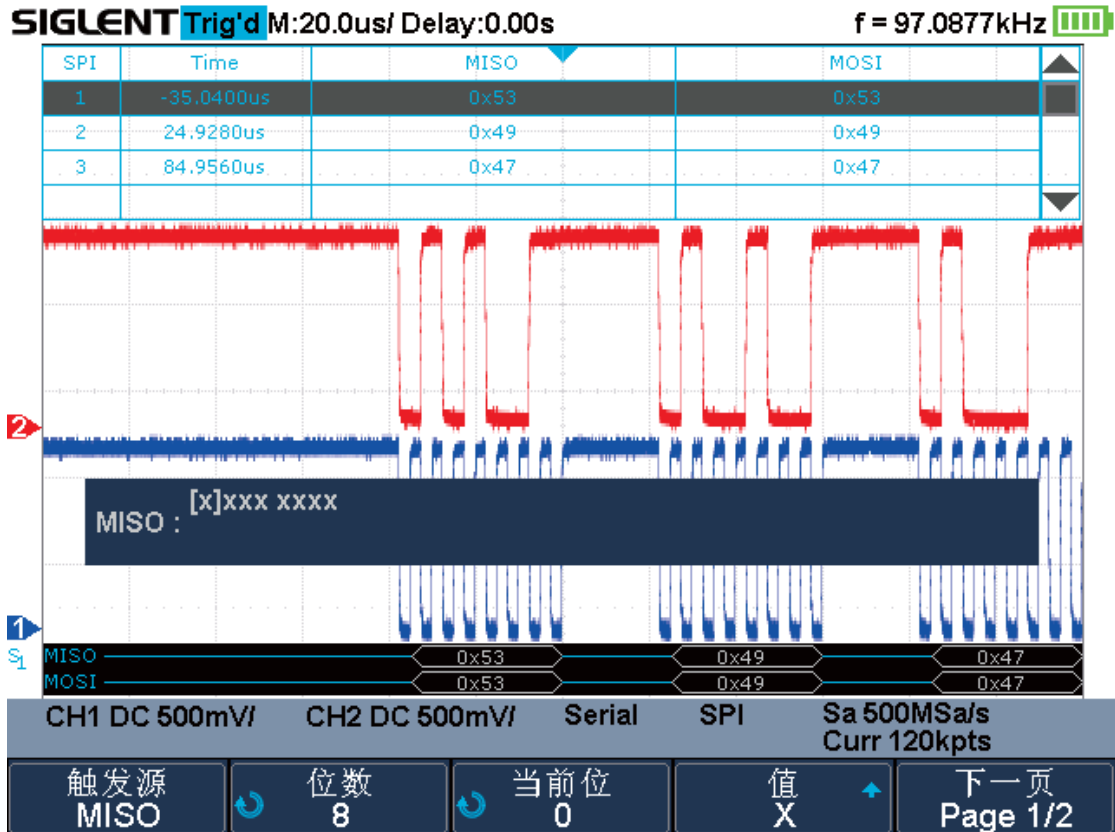 SIGLENT Trig'd M:20.0us/ Delay:0.00s f = 97.0877kHz
SPI Time MISO MOSI
1 -35.0400us 0x53 0x53
2 24.9280us 0x49 0x49
3 84.9560us 0x47 0x47
2
[x]xxx xxxx
MISO :
1
S1 MISO 0x53 0x49 0x47
MOSI 0x53 0x49 0x47
CH1 DC 500mV/ CH2 DC 500mV/ Serial SPI Sa 500MSa/s
Curr 120kpts
触发源 位数 当前位 值 下一页
MISO 8 0 X Page 1/2